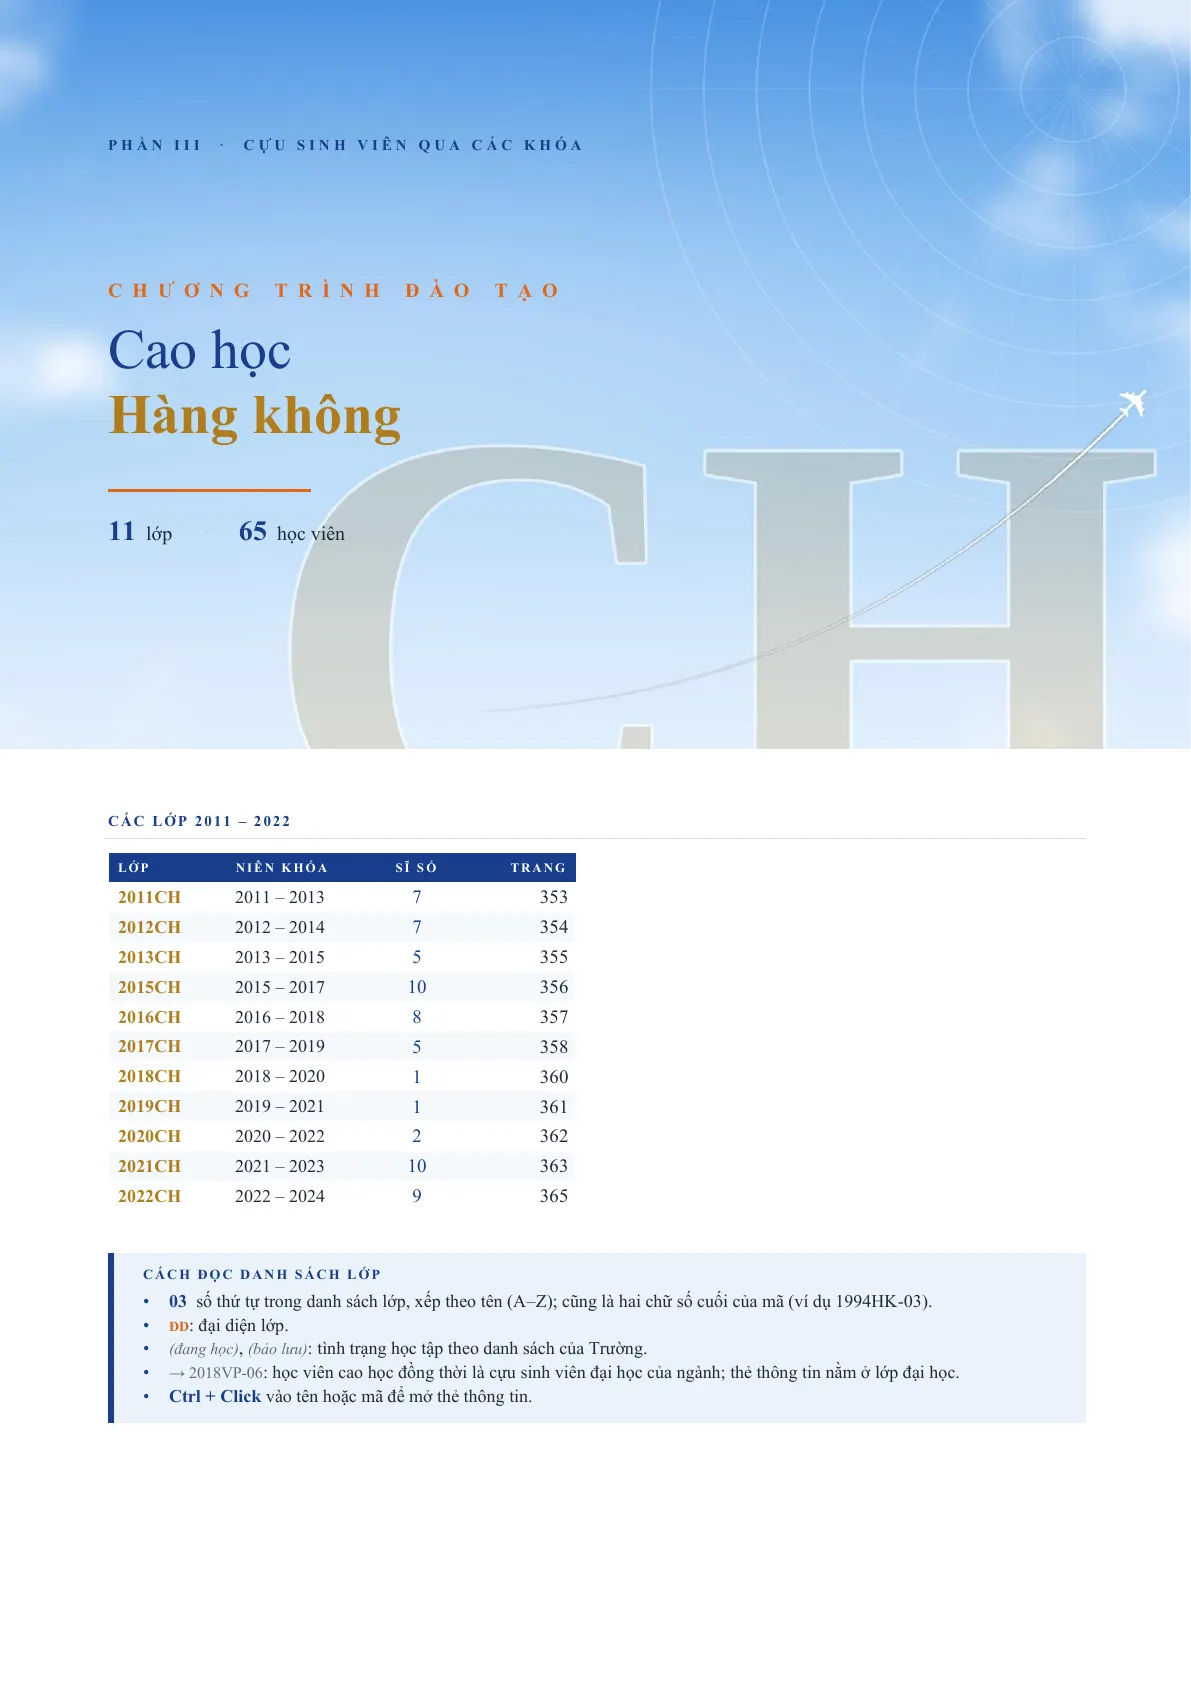 PHẦN III · CỰU SINH VIÊN QUA CÁC KHÓA
CHƯƠNG TRÌNH ĐÀO TẠO
Cao học
Hàng không
11 lớp · 65 học viên
CH
CÁC LỚP 2011 – 2022
LỚP NIÊN KHÓA SĨ SỐ TRANG
2011CH 2011 – 2013 7 353
2012CH 2012 – 2014 7 354
2013CH 2013 – 2015 5 355
2015CH 2015 – 2017 10 356
2016CH 2016 – 2018 8 357
2017CH 2017 – 2019 5 358
2018CH 2018 – 2020 1 360
2019CH 2019 – 2021 1 361
2020CH 2020 – 2022 2 362
2021CH 2021 – 2023 10 363
2022CH 2022 – 2024 9 365
CÁCH ĐỌC DANH SÁCH LỚP
• 03 số thứ tự trong danh sách lớp, xếp theo tên (A–Z); cũng là hai chữ số cuối của mã (ví dụ 1994HK-03).
• ĐD: đại diện lớp.
• (đang học), (bảo lưu): tình trạng học tập theo danh sách của Trường.
• → 2018VP-06: học viên cao học đồng thời là cựu sinh viên đại học của ngành; thẻ thông tin nằm ở lớp đại học.
• Ctrl + Click vào tên hoặc mã để mở thẻ thông tin.